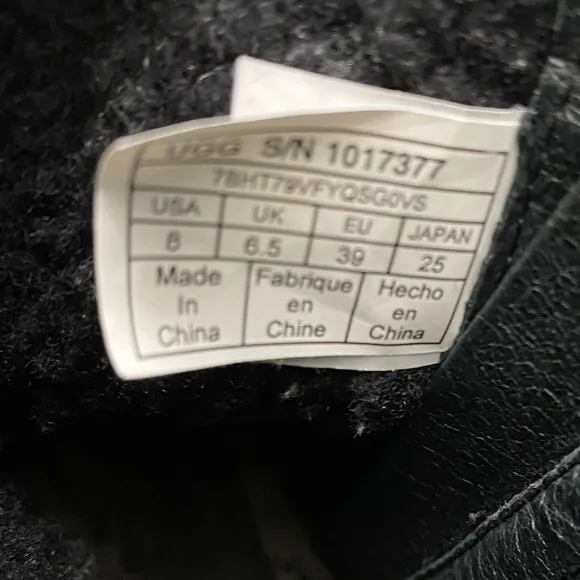 UGG S/N 1017377
7BHT79VFYQSG0VS
USA UK EU JAPAN
8 6.5 39 25
Made In China
Fabrique en Chine
Hecho en China